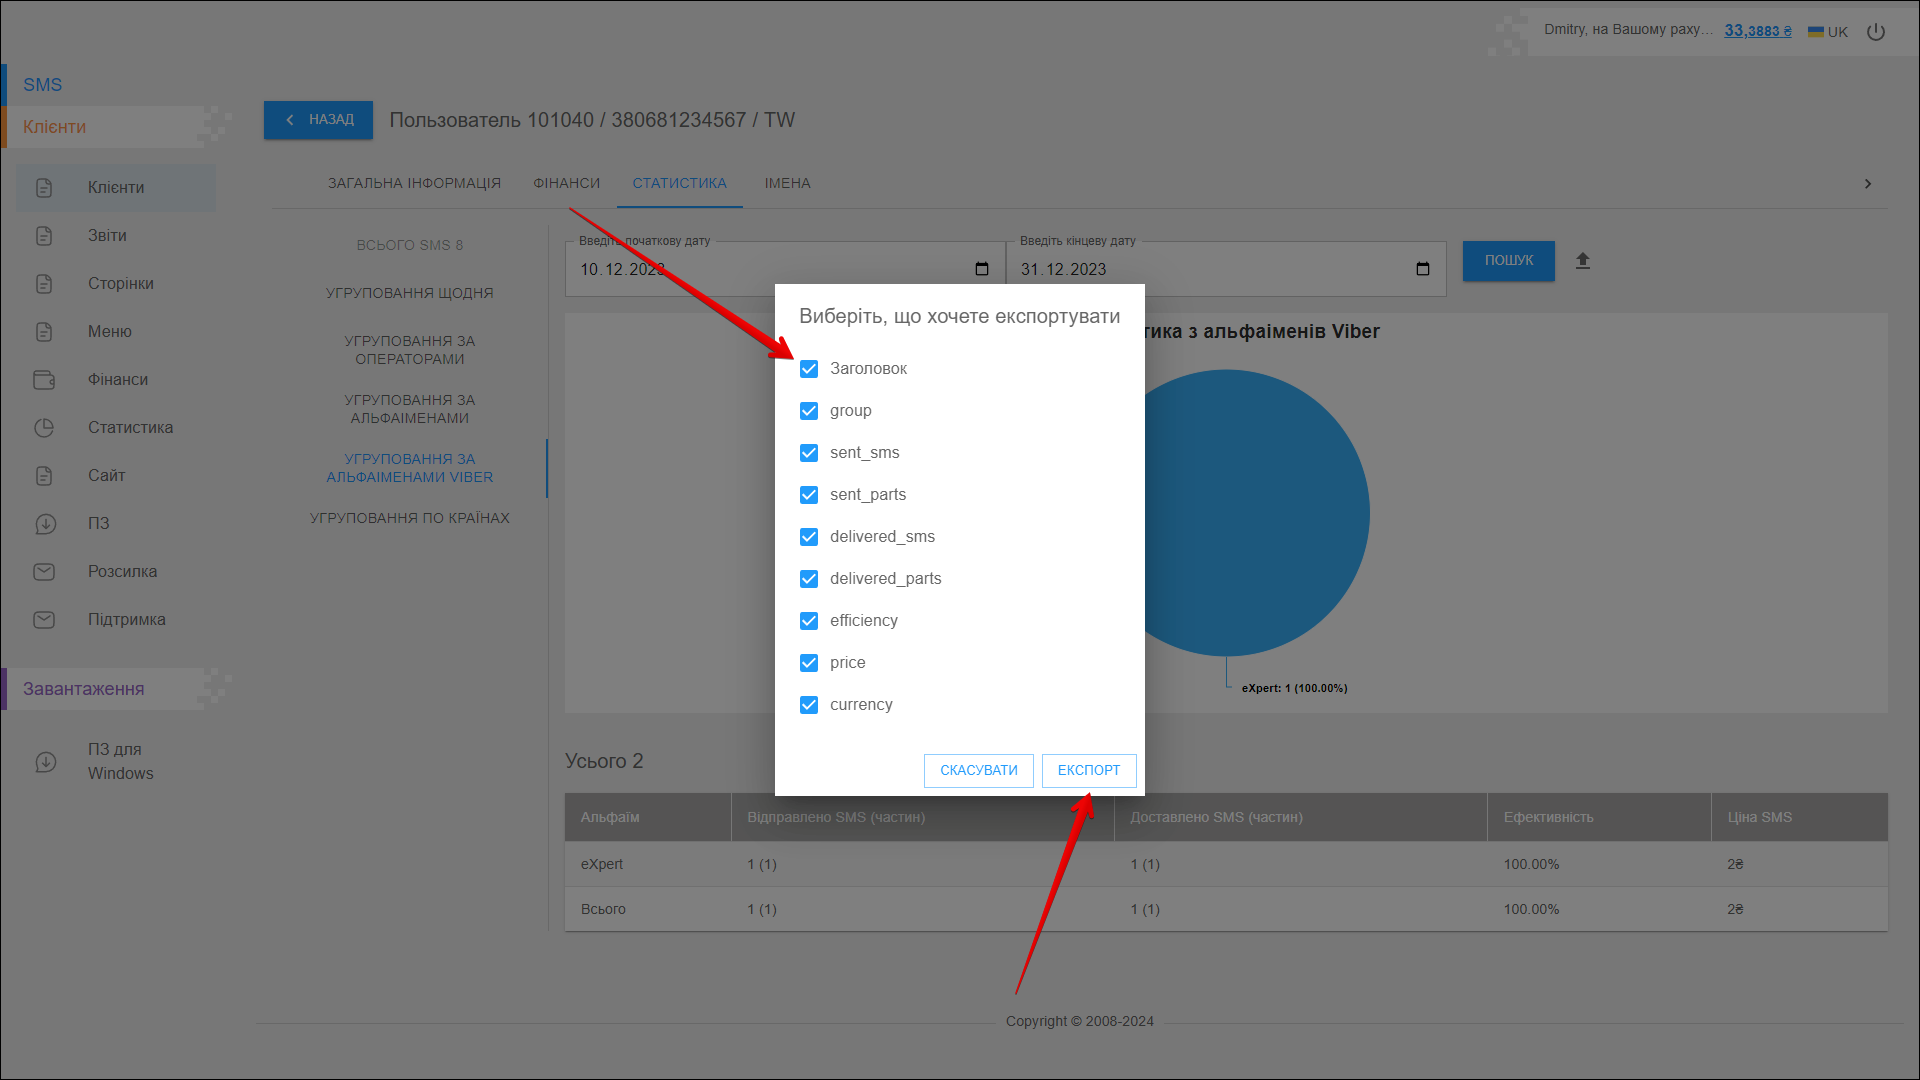 Dmitry, на Вашому раху...
33,3883 ₴
UK
SMS
Клієнти
Клієнти
Звіти
Сторінки
Меню
Фінанси
Статистика
Сайт
ПЗ
Розсилка
Підтримка
Завантаження
ПЗ для
Windows
НАЗАД
Пользователь 101040 / 380681234567 / TW
ЗАГАЛЬНА ІНФОРМАЦІЯ
ФІНАНСИ
СТАТИСТИКА
ІМЕНА
ВСЬОГО SMS 8
УГРУПОВАННЯ ЩОДНЯ
УГРУПОВАННЯ ЗА
ОПЕРАТОРАМИ
УГРУПОВАННЯ ЗА
АЛЬФАІМЕНАМИ
УГРУПОВАННЯ ЗА
АЛЬФАІМЕНАМИ VIBER
УГРУПОВАННЯ ПО КРАЇНАХ
Введіть початкову дату
10.12.2023
Введіть кінцеву дату
31.12.2023
ПОШУК
тика з альфаіменів Viber
eXpert: 1 (100.00%)
Виберіть, що хочете експортувати
Заголовок
group
sent_sms
sent_parts
delivered_sms
delivered_parts
efficiency
price
currency
СКАСУВАТИ
ЕКСПОРТ
Усього 2
Альфаім
Відправлено SMS (частин)
Доставлено SMS (частин)
Ефективність
Ціна SMS
eXpert
1 (1)
1 (1)
100.00%
2₴
Всього
1 (1)
1 (1)
100.00%
2₴
Copyright © 2008-2024